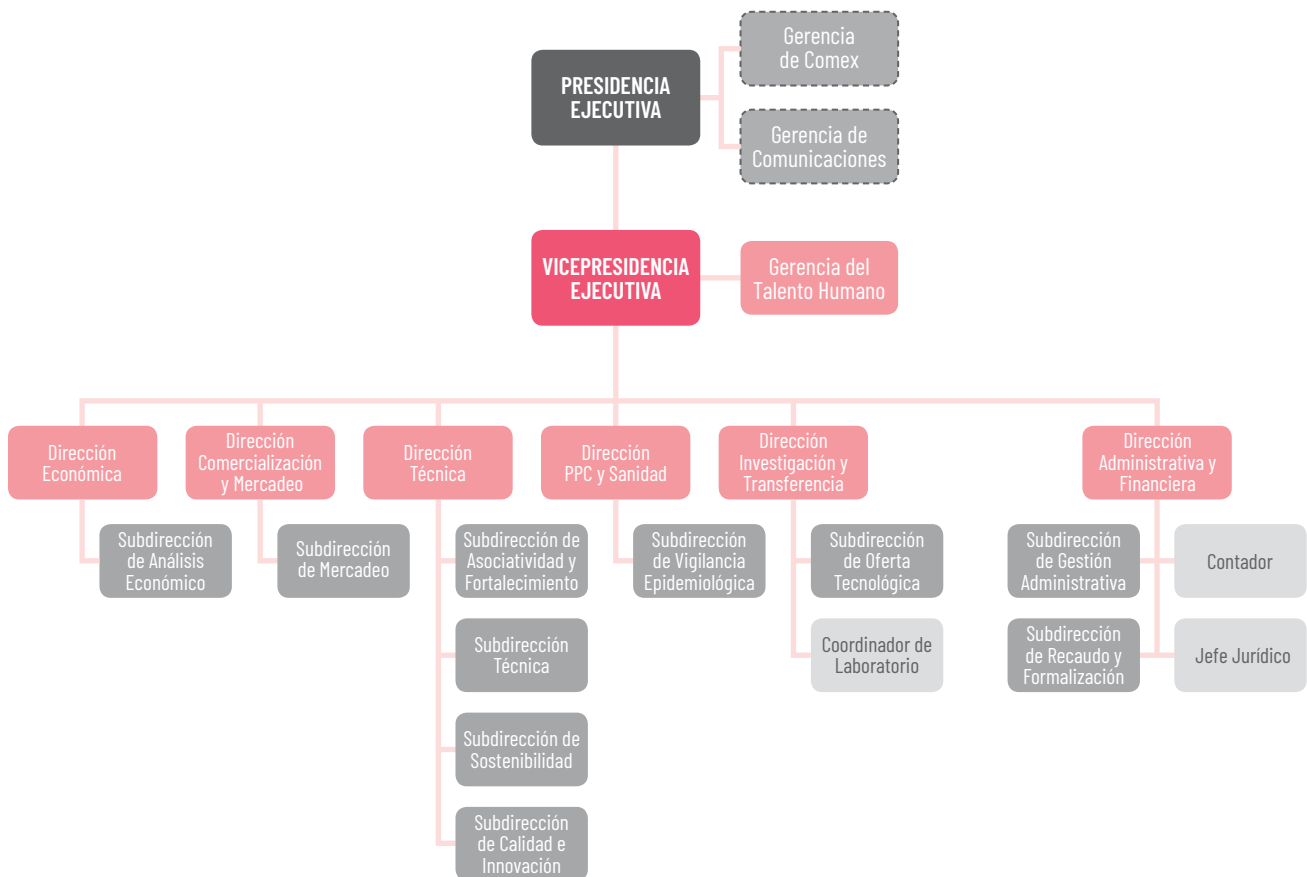 Gerencia
de Comex
PRESIDENCIA
EJECUTIVA
Gerencia de
Comunicaciones
VICEPRESIDENCIA
EJECUTIVA
Gerencia del
Talento Humano
Dirección
Económica
Dirección
Comercialización
y Mercadeo
Dirección
Técnica
Dirección
PPC y Sanidad
Dirección
Investigación y
Transferencia
Dirección
Administrativa y
Financiera
Subdirección
de Análisis
Económico
Subdirección
de Mercadeo
Subdirección de
Asociatividad y
Fortalecimiento
Subdirección
de Vigilancia
Epidemiológica
Subdirección
de Oferta
Tecnológica
Subdirección
de Gestión
Administrativa
Contador
Subdirección
Técnica
Coordinador de
Laboratorio
Subdirección
de Recaudo y
Formalización
Jefe Jurídico
Subdirección de
Sostenibilidad
Subdirección
de Calidad e
Innovación